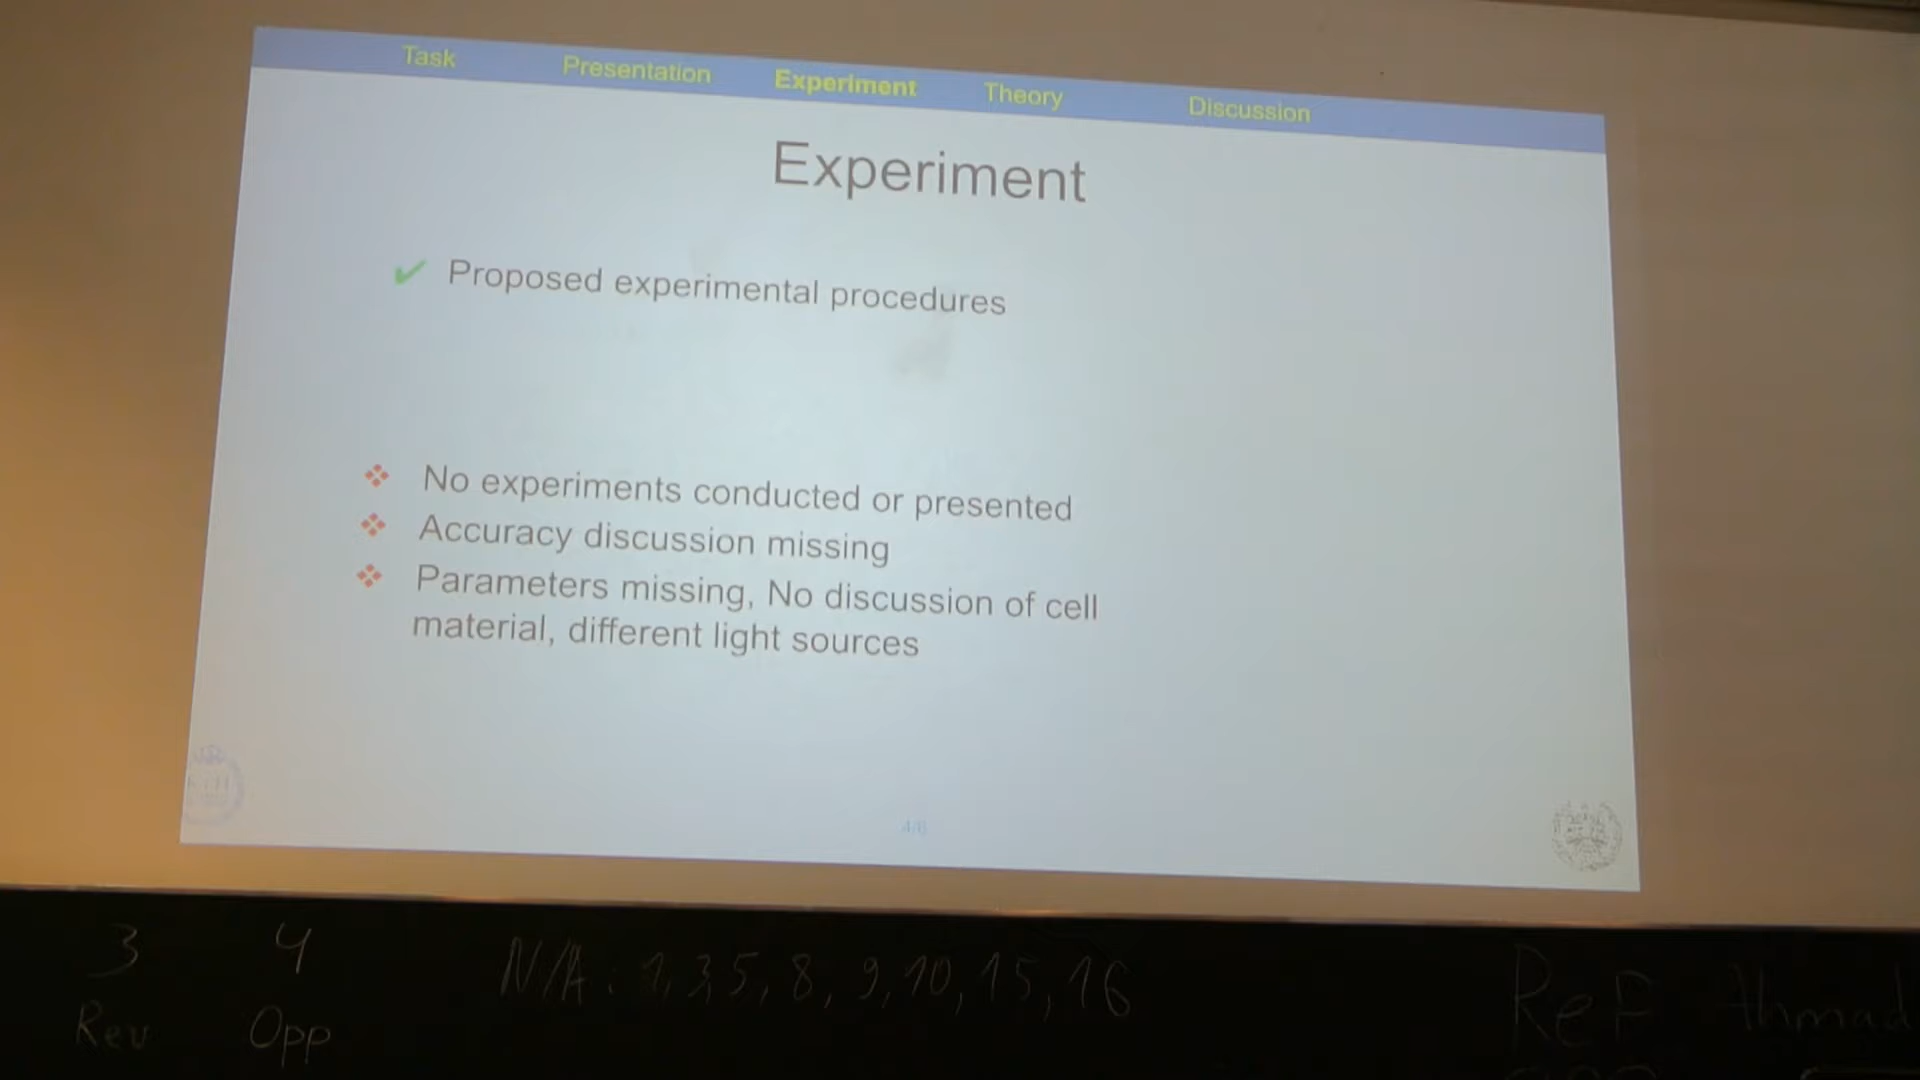 Task Presentation Experiment Theory Discussion
Experiment
Proposed experimental procedures
No experiments conducted or presented
Accuracy discussion missing
Parameters missing, No discussion of cell
material, different light sources
3 4
Rev Opp
N/A: 1, 3, 5, 8, 9, 10, 15, 16
Ref Ahmad